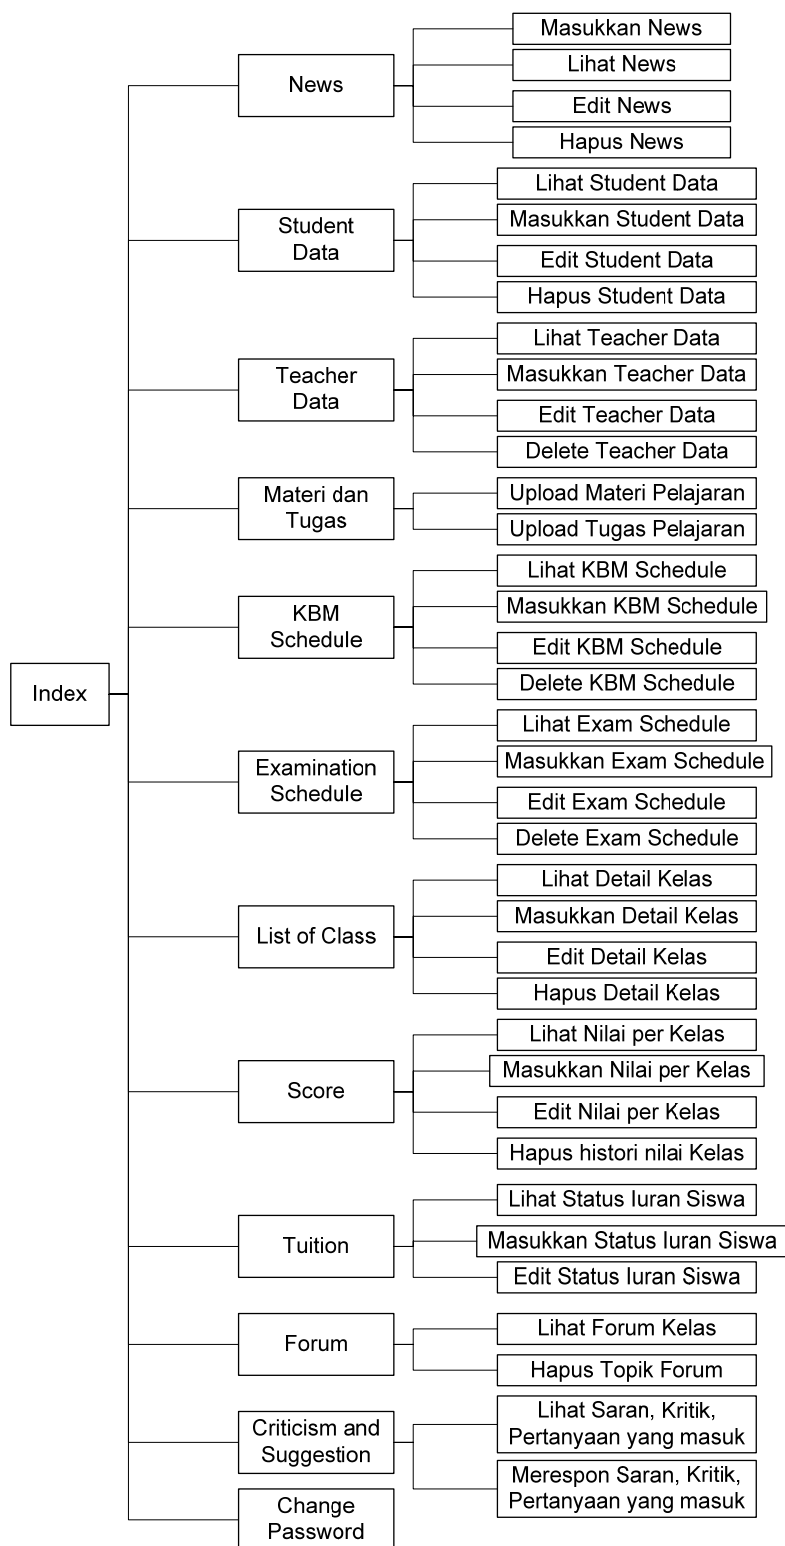 Masukkan News
Lihat News
News
Edit News
Hapus News
Lihat Student Data
Masukkan Student Data
Student
Data
Edit Student Data
Hapus Student Data
Lihat Teacher Data
Masukkan Teacher Data
Teacher
Data
Edit Teacher Data
Delete Teacher Data
Materi dan
Tugas
Upload Materi Pelajaran
Upload Tugas Pelajaran
Lihat KBM Schedule
Masukkan KBM Schedule
KBM
Schedule
Edit KBM Schedule
Delete KBM Schedule
Index
Lihat Exam Schedule
Masukkan Exam Schedule
Examination
Schedule
Edit Exam Schedule
Delete Exam Schedule
Lihat Detail Kelas
Masukkan Detail Kelas
List of Class
Edit Detail Kelas
Hapus Detail Kelas
Lihat Nilai per Kelas
Masukkan Nilai per Kelas
Score
Edit Nilai per Kelas
Hapus histori nilai Kelas
Lihat Status Iuran Siswa
Masukkan Status Iuran Siswa
Tuition
Edit Status Iuran Siswa
Lihat Forum Kelas
Forum
Hapus Topik Forum
Criticism and
Suggestion
Lihat Saran, Kritik,
Pertanyaan yang masuk
Merespon Saran, Kritik,
Pertanyaan yang masuk
Change
Password